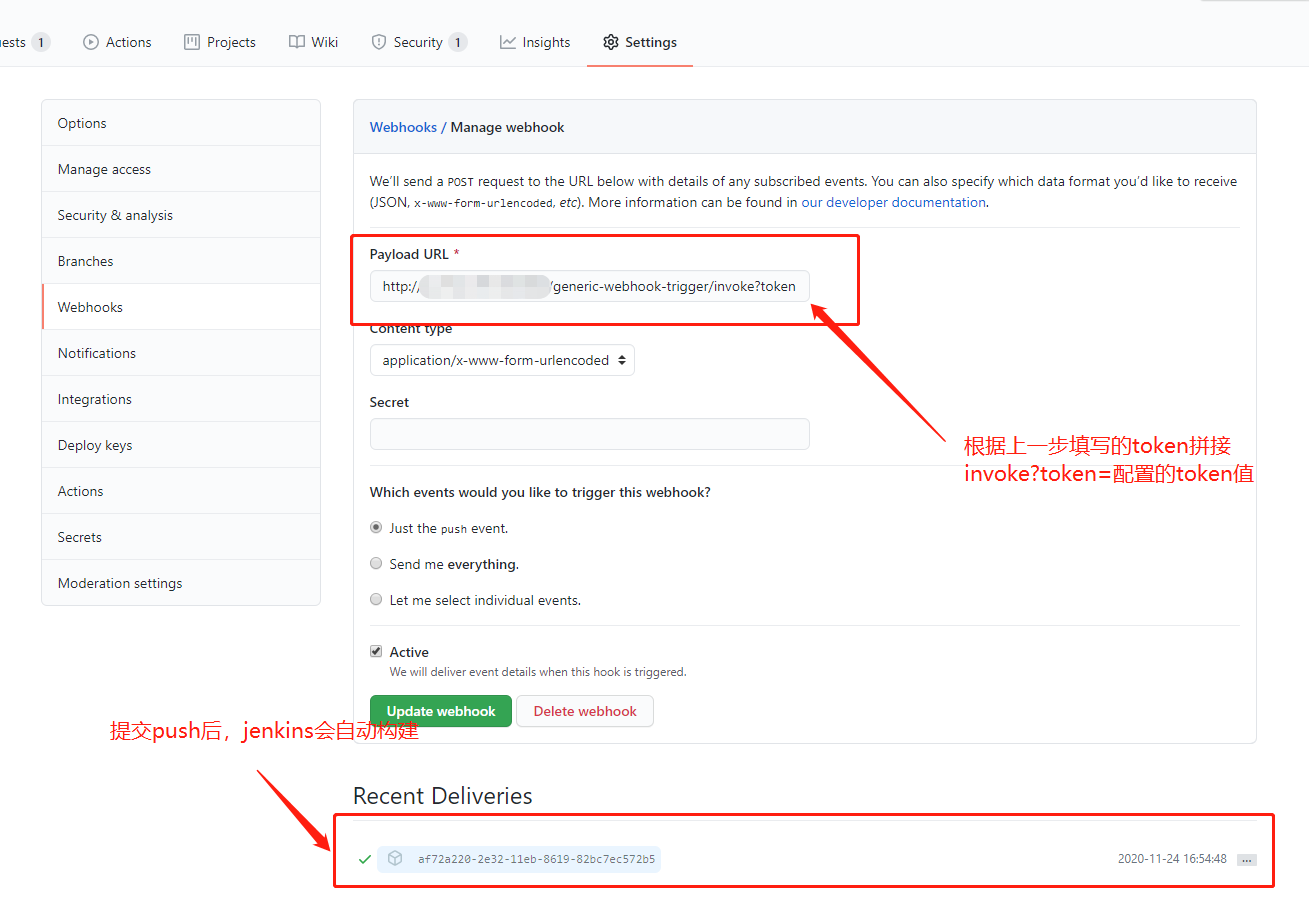 ests 1 Actions Projects Wiki Security 1 Insights Settings
Options
Manage access
Security & analysis
Branches
Webhooks
Notifications
Integrations
Deploy keys
Actions
Secrets
Moderation settings
Webhooks / Manage webhook
We'll send a POST request to the URL below with details of any subscribed events. You can also specify which data format you'd like to receive
(JSON, x-www-form-urlencoded, etc). More information can be found in our developer documentation.
Payload URL *
http:// /generic-webhook-trigger/invoke?token
Content type
application/x-www-form-urlencoded
Secret
根据上一步填写的token拼接
invoke?token=配置的token值
Which events would you like to trigger this webhook?
Just the push event.
Send me everything.
Let me select individual events.
Active
We will deliver event details when this hook is triggered.
Update webhook Delete webhook
提交push后，jenkins会自动构建
Recent Deliveries
af72a220-2e32-11eb-8619-82bc7ec572b5 2020-11-24 16:54:48 ...